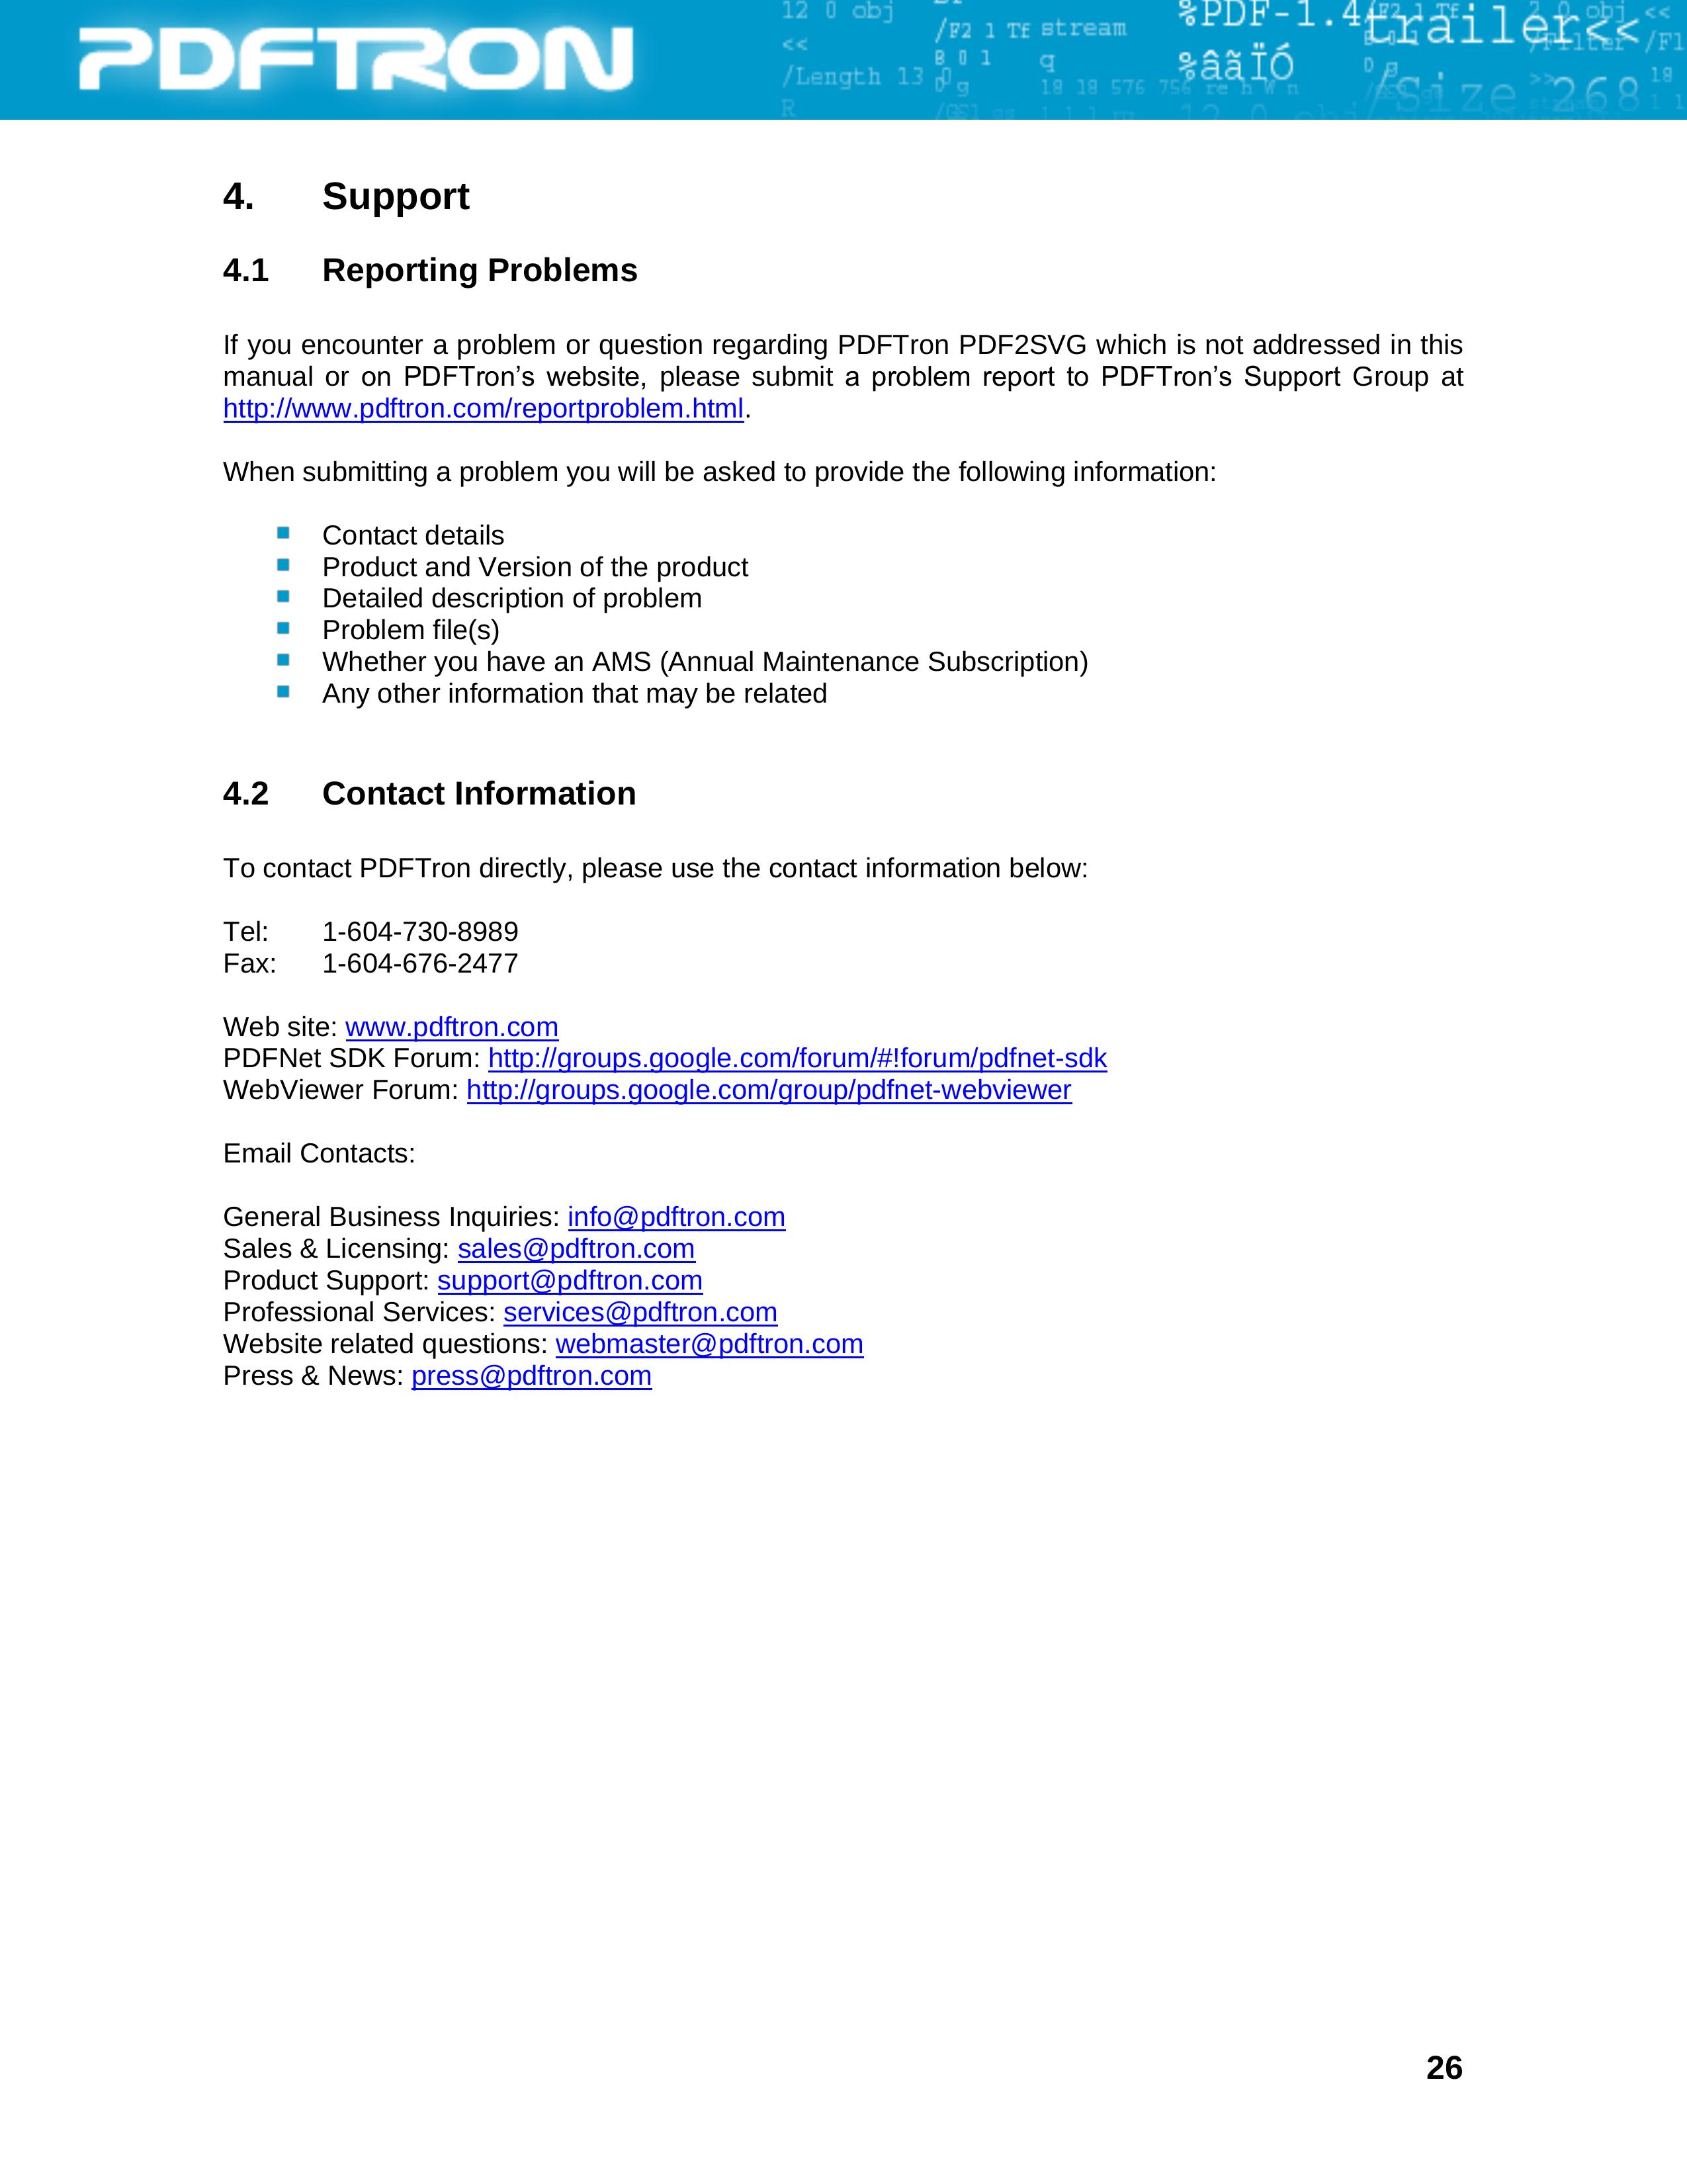 PDFTRON
12 0 obj
<<
/Length 13 0
R
/F2 1 Tf
stream
q
18 18 576 756 re h W n
%PDF-1.4
%âãÏÓ
trailer<<
/Size 268
4. Support
4.1 Reporting Problems
If you encounter a problem or question regarding PDFTron PDF2SVG which is not addressed in this
manual or on PDFTron’s website, please submit a problem report to PDFTron’s Support Group at
http://www.pdftron.com/reportproblem.html.
When submitting a problem you will be asked to provide the following information:
Contact details
Product and Version of the product
Detailed description of problem
Problem file(s)
Whether you have an AMS (Annual Maintenance Subscription)
Any other information that may be related
4.2 Contact Information
To contact PDFTron directly, please use the contact information below:
Tel: 1-604-730-8989
Fax: 1-604-676-2477
Web site: www.pdftron.com
PDFNet SDK Forum: http://groups.google.com/forum/#!forum/pdfnet-sdk
WebViewer Forum: http://groups.google.com/group/pdfnet-webviewer
Email Contacts:
General Business Inquiries: info@pdftron.com
Sales & Licensing: sales@pdftron.com
Product Support: support@pdftron.com
Professional Services: services@pdftron.com
Website related questions: webmaster@pdftron.com
Press & News: press@pdftron.com
26